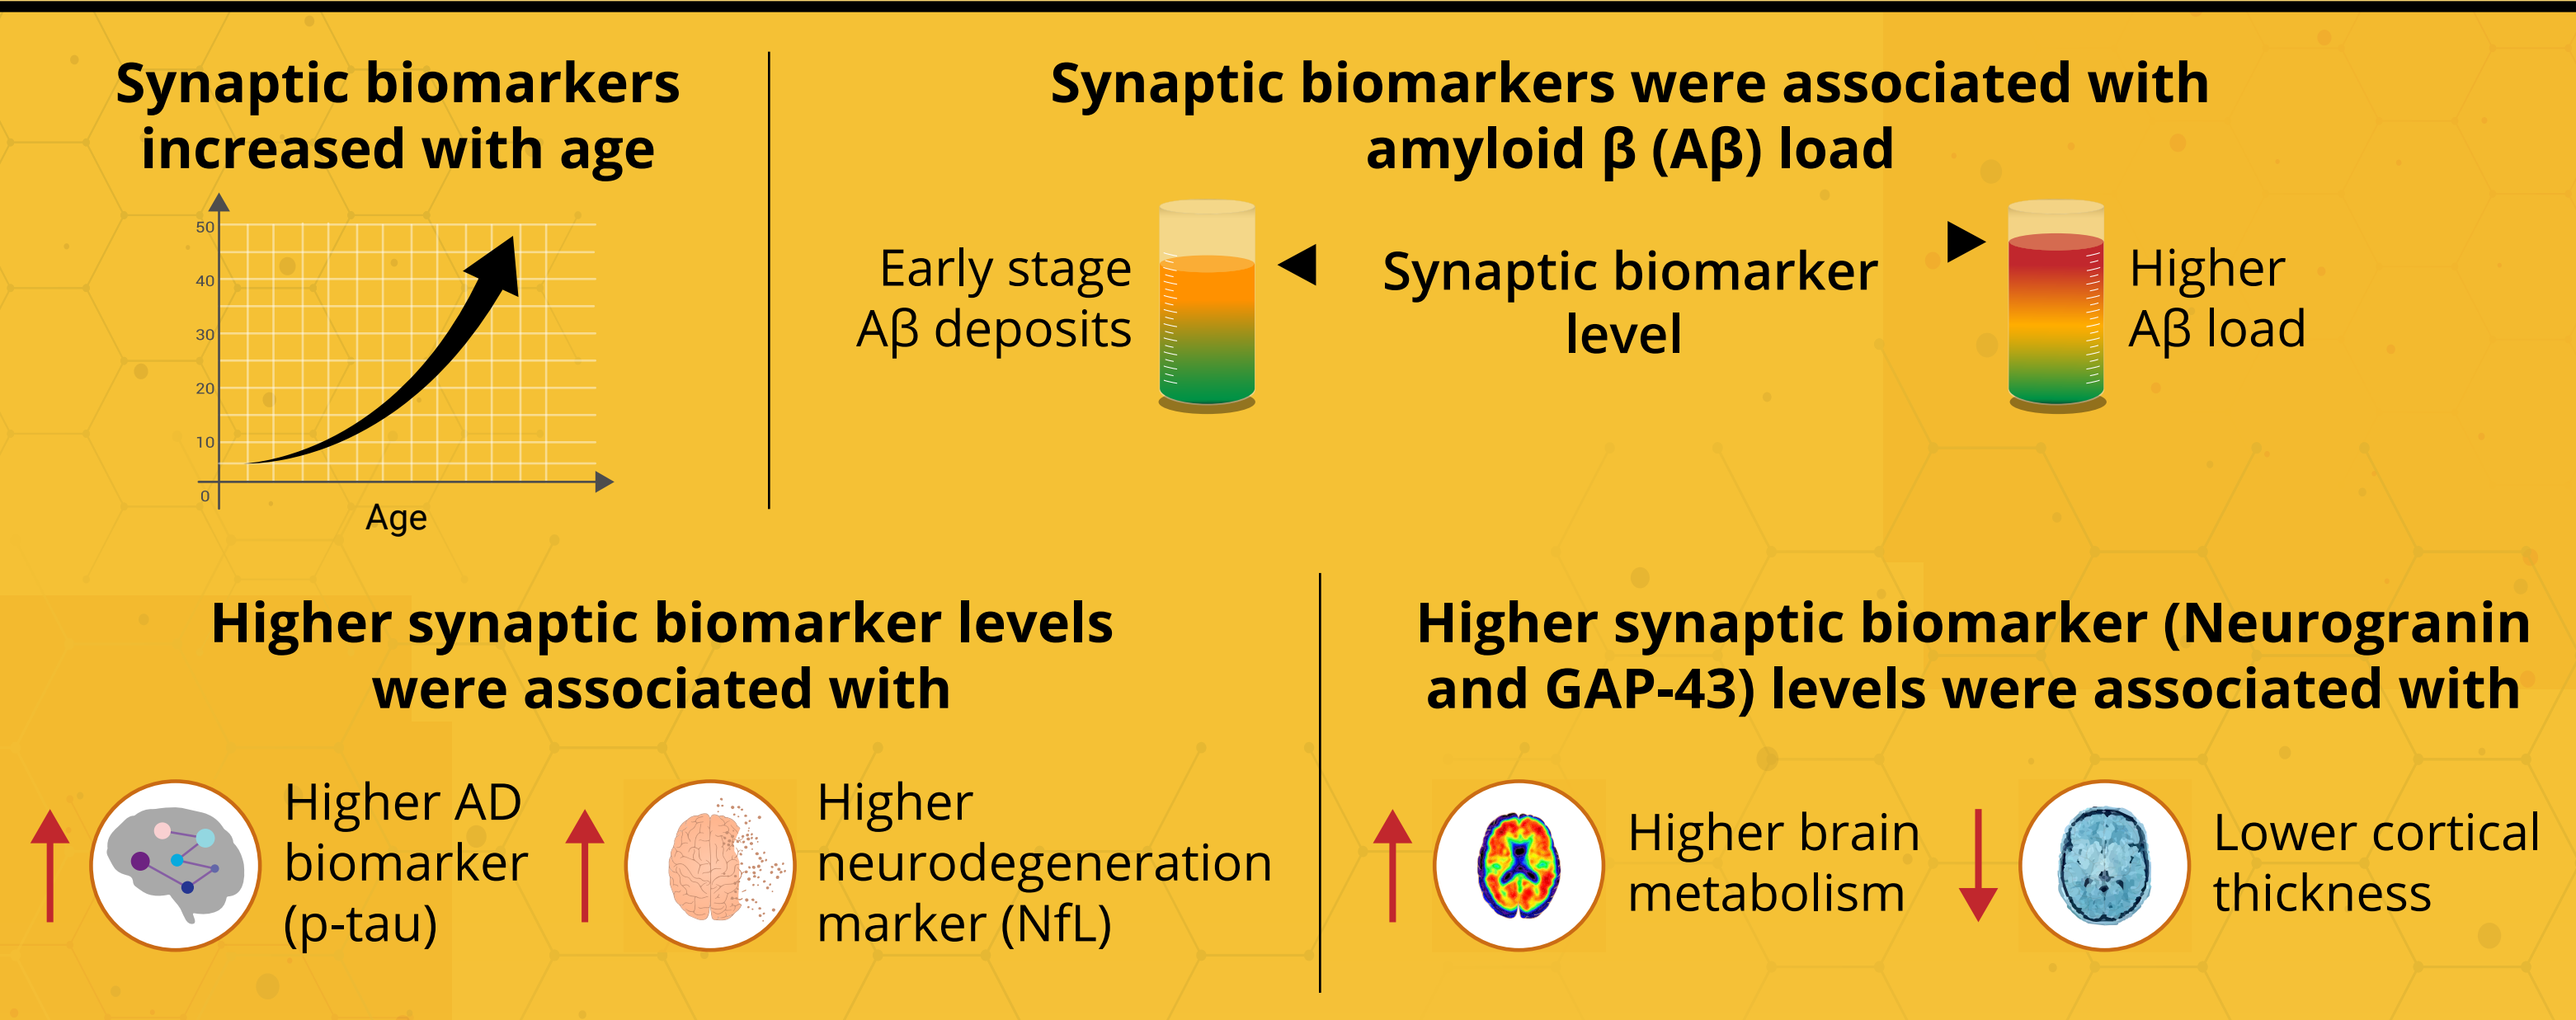 Synaptic biomarkers
increased with age
50
40
30
20
10
0
Age
Synaptic biomarkers were associated with
amyloid β (Aβ) load
Early stage
Aβ deposits
Synaptic biomarker
level
Higher
Aβ load
Higher synaptic biomarker levels
were associated with
Higher AD
biomarker
(p-tau)
Higher
neurodegeneration
marker (NfL)
Higher synaptic biomarker (Neurogranin
and GAP-43) levels were associated with
Higher brain
metabolism
Lower cortical
thickness